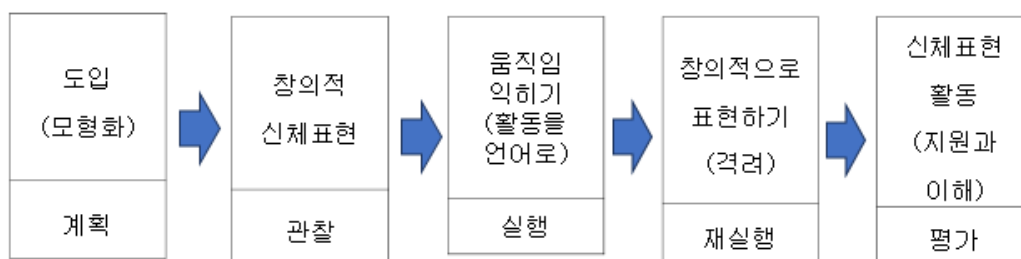 도입
(모형화)
계획
창의적
신체표현
관찰
움직임
익히기
(활동을
언어로)
실행
창의적으로
표현하기
(격려)
재실행
신체표현
활동
(지원과
이해)
평가